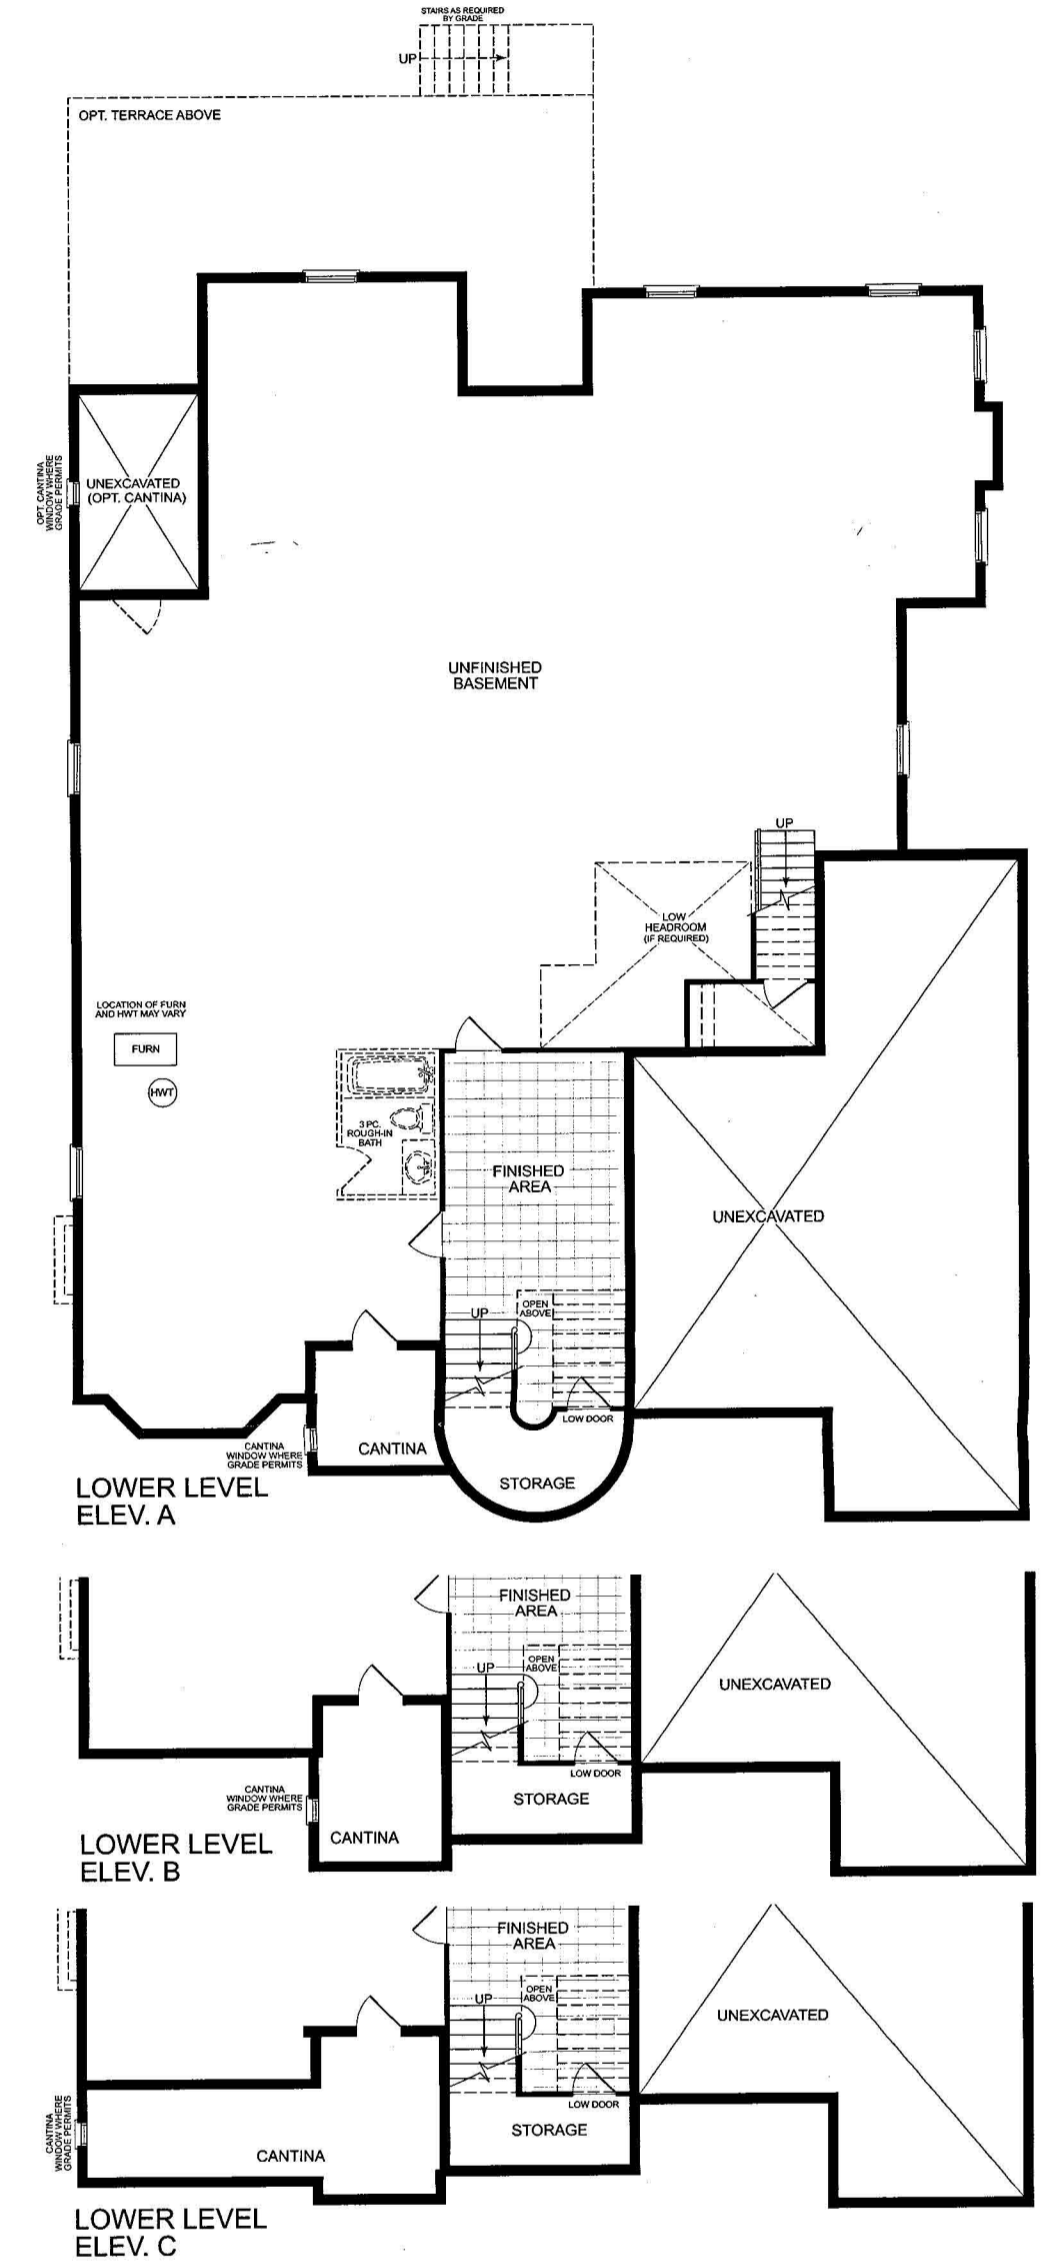 STAIRS AS REQUIRED
BY GRADE
UP
OPT. TERRACE ABOVE
OPT. CANTINA
WINDOW WHERE
GRADE PERMITS
UNEXCAVATED
(OPT. CANTINA)
UNFINISHED
BASEMENT
UP
LOW
HEADROOM
(IF REQUIRED)
LOCATION OF FURN
AND HWT MAY VARY
FURN
HWT
3 PC.
ROUGH-IN
BATH
FINISHED
AREA
UNEXCAVATED
UP
OPEN
ABOVE
LOW DOOR
CANTINA
WINDOW WHERE
GRADE PERMITS
CANTINA
STORAGE
LOWER LEVEL
ELEV. A
FINISHED
AREA
UP
OPEN
ABOVE
UNEXCAVATED
LOW DOOR
CANTINA
WINDOW WHERE
GRADE PERMITS
STORAGE
CANTINA
LOWER LEVEL
ELEV. B
FINISHED
AREA
UP
OPEN
ABOVE
UNEXCAVATED
LOW DOOR
CANTINA
WINDOW WHERE
GRADE PERMITS
STORAGE
CANTINA
LOWER LEVEL
ELEV. C